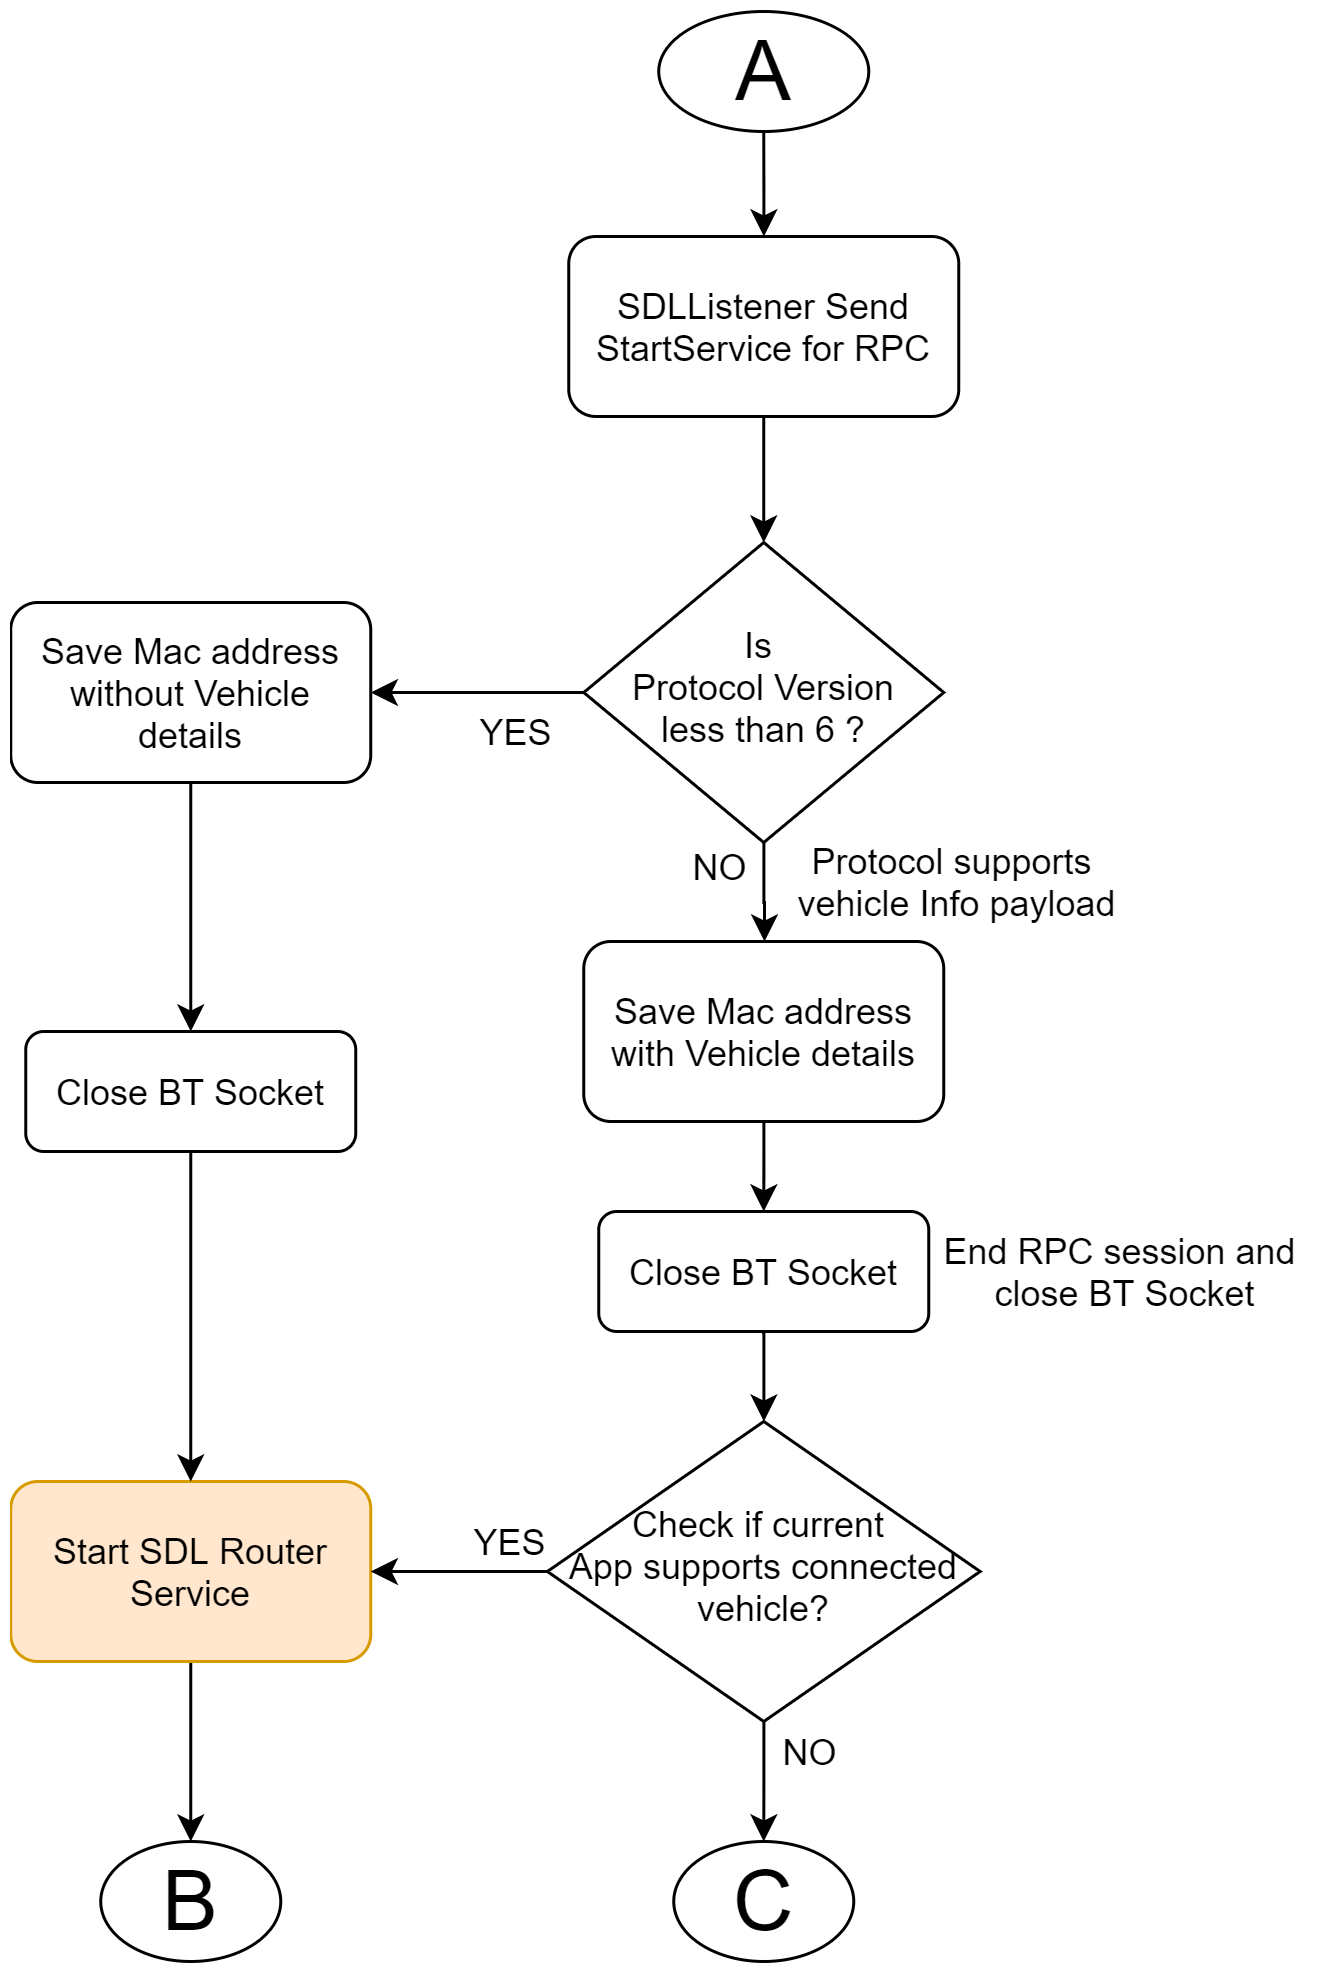 A
SDLListener Send
StartService for RPC
Is
Protocol Version
less than 6 ?
YES
Save Mac address
without Vehicle
details
NO
Protocol supports
vehicle Info payload
Save Mac address
with Vehicle details
Close BT Socket
Close BT Socket
End RPC session and
close BT Socket
Check if current
App supports connected
vehicle?
YES
Start SDL Router
Service
NO
B
C